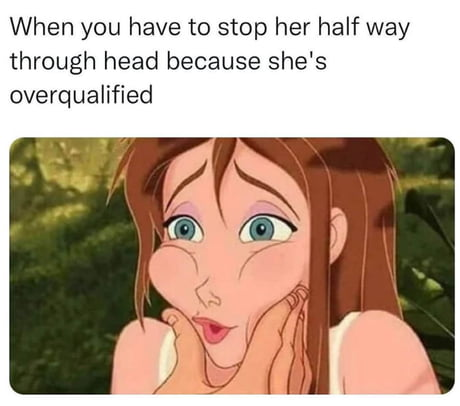 When you have to stop her half way
through head because she's
overqualified